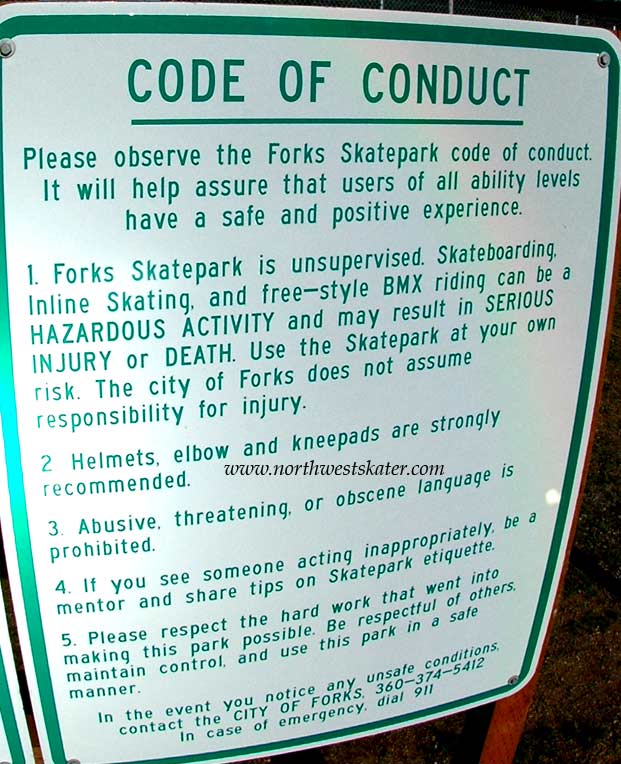 CODE OF CONDUCT
Please observe the Forks Skatepark code of conduct.
It will help assure that users of all ability levels
have a safe and positive experience.
1. Forks Skatepark is unsupervised. Skateboarding,
Inline Skating, and free-style BMX riding can be a
HAZARDOUS ACTIVITY and may result in SERIOUS
INJURY or DEATH. Use the Skatepark at your own
risk. The city of Forks does not assume
responsibility for injury.
2 Helmets, elbow and kneepads are strongly
recommended.
www.northwestskater.com
3. Abusive, threatening, or obscene language is
prohibited.
4. If you see someone acting inappropriately, be a
mentor and share tips on Skatepark etiquette.
5. Please respect the hard work that went into
making this park possible. Be respectful of others,
maintain control, and use this park in a safe
manner.
In the event you notice any unsafe conditions,
contact the CITY OF FORKS, 360-374-5412
In case of emergency, dial 911